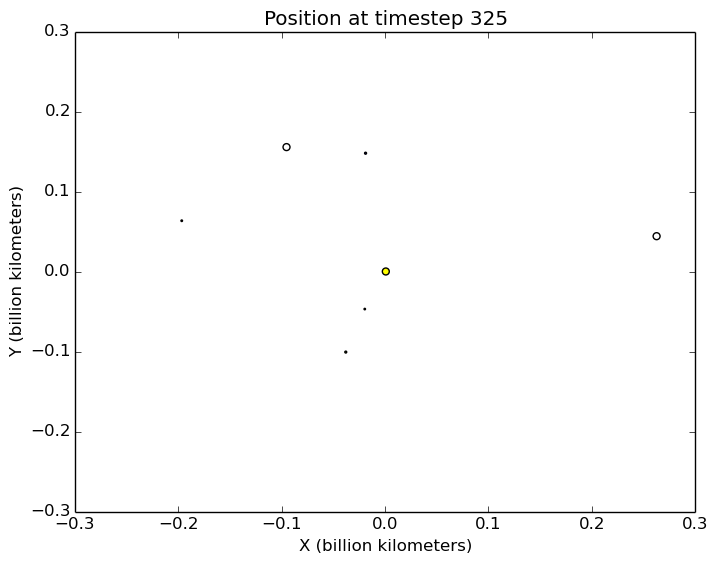 Position at timestep 325
0.3
0.2
0.1
0.0
−0.1
−0.2
−0.3
Y (billion kilometers)
−0.3 −0.2 −0.1 0.0 0.1 0.2 0.3
X (billion kilometers)